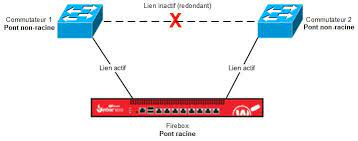 Lien inactif (redondant)
Commutateur 1
Pont non-racine
Commutateur 2
Pont non-racine
X
Lien actif
Lien actif
Firebox
Pont racine